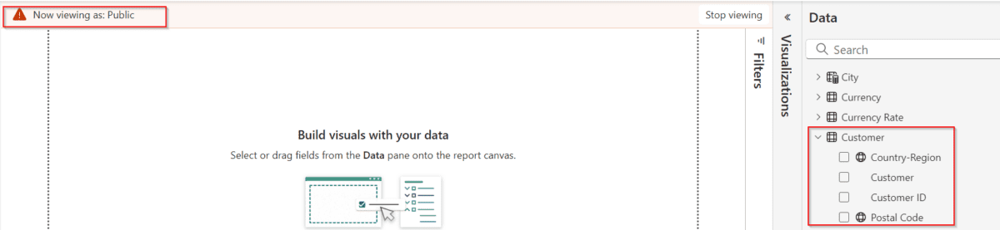 Now viewing as: Public
Stop viewing
Filters
Visualizations
Data
Search
City
Currency
Currency Rate
Customer
Country-Region
Customer
Customer ID
Postal Code
Build visuals with your data
Select or drag fields from the Data pane onto the report canvas.